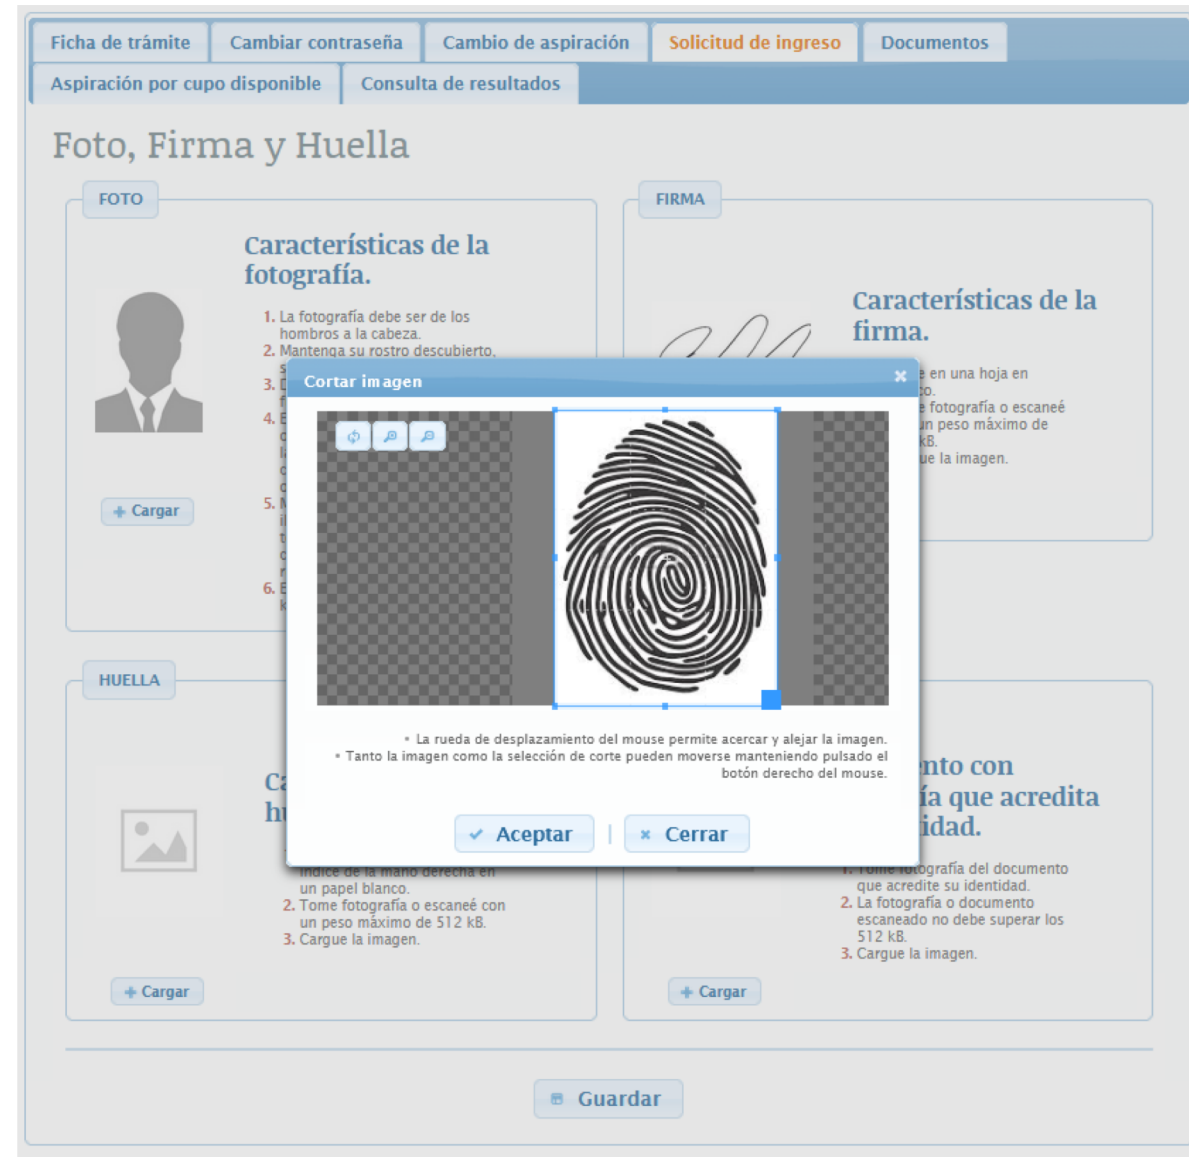 Ficha de trámite
Cambiar contraseña
Cambio de aspiración
Solicitud de ingreso
Documentos
Aspiración por cupo disponible
Consulta de resultados
Foto, Firma y Huella
FOTO
Características de la
fotografía.
1. La fotografía debe ser de los
hombros a la cabeza.
2. Mantenga su rostro descubierto,
3.
4.
5.
6.
+ Cargar
FIRMA
Características de la
firma.
en una hoja en
fotografía o escaneé
un peso máximo de
kB.
la imagen.
Cortar imagen
▪ La rueda de desplazamiento del mouse permite acercar y alejar la imagen.
▪ Tanto la imagen como la selección de corte pueden moverse manteniendo pulsado el
botón derecho del mouse.
Aceptar
|
Cerrar
HUELLA
índice de la mano derecha en
un papel blanco.
2. Tome fotografía o escaneé con
un peso máximo de 512 kB.
3. Cargue la imagen.
+ Cargar
con
que acredita
1. Tome fotografía del documento
que acredite su identidad.
2. La fotografía o documento
escaneado no debe superar los
512 kB.
3. Cargue la imagen.
+ Cargar
Guardar